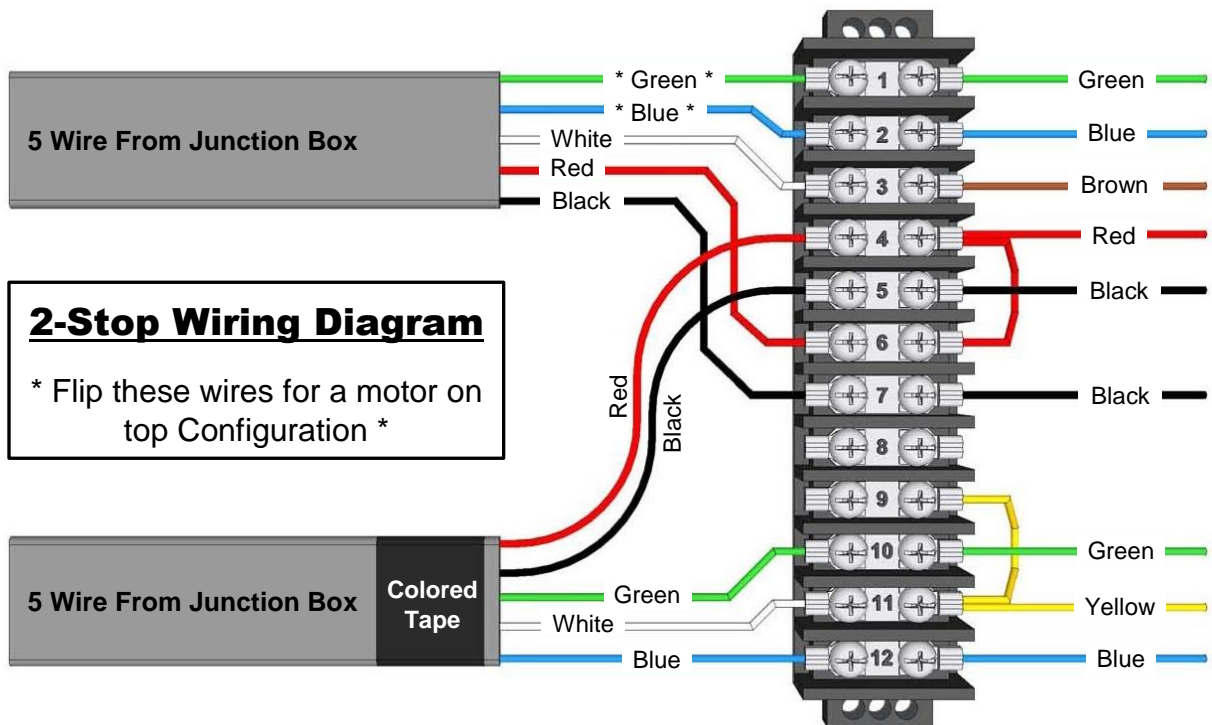 * Green *
1
Green
* Blue *
2
Blue
5 Wire From Junction Box
White
3
Brown
Red
Black
4
Red
5
Black
2-Stop Wiring Diagram
* Flip these wires for a motor on
top Configuration *
6
7
Black
Red
Black
8
9
10
Green
5 Wire From Junction Box
Colored
Tape
Green
11
Yellow
White
Blue
12
Blue